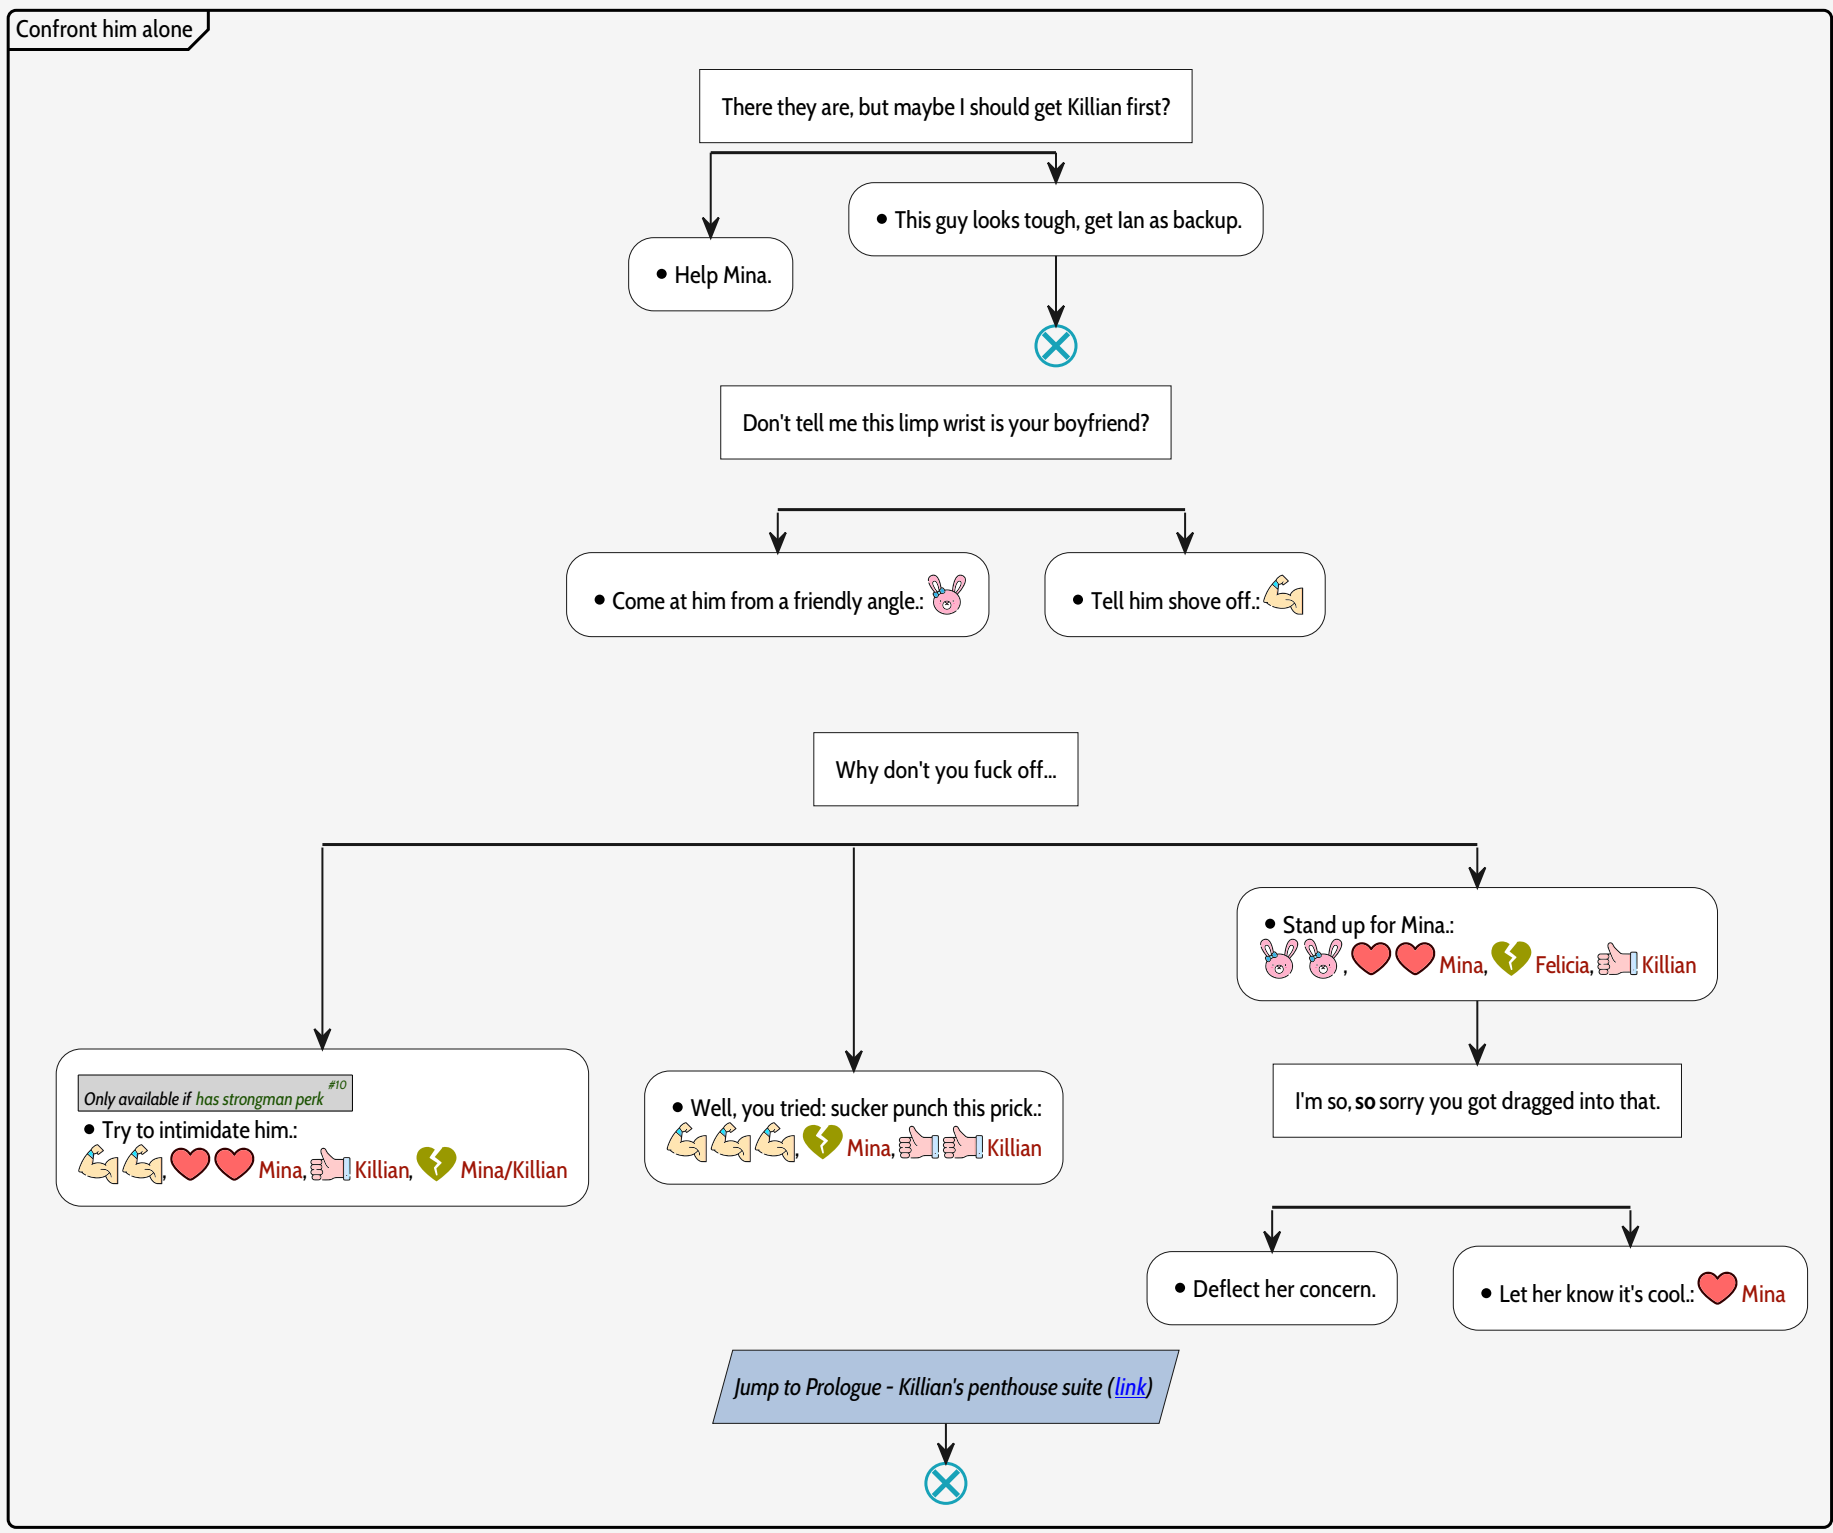 Confront him alone
There they are, but maybe I should get Killian first?
• This guy looks tough, get Ian as backup.
• Help Mina.
Don't tell me this limp wrist is your boyfriend?
• Come at him from a friendly angle.:
• Tell him shove off.:
Why don't you fuck off...
• Stand up for Mina.:
, Mina, Felicia, Killian
Only available if has strongman perk #10
• Try to intimidate him.:
, Mina, Killian, Mina/Killian
• Well, you tried: sucker punch this prick.:
, Mina, Killian
I'm so, so sorry you got dragged into that.
• Deflect her concern.
• Let her know it's cool.: Mina
Jump to Prologue - Killian's penthouse suite (link)